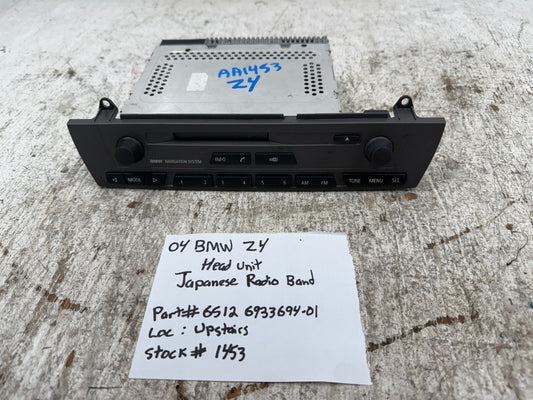 AA1453
Z4
BMW NAVIGATION SYSTEM
INFO
MODE
1 2 3 4 5 6
AM FM
TONE MENU SEL
04 BMW Z4
Head Unit
Japanese Radio Band
Part# 6512 6933694-01
Loc : Upstairs
Stock# 1453